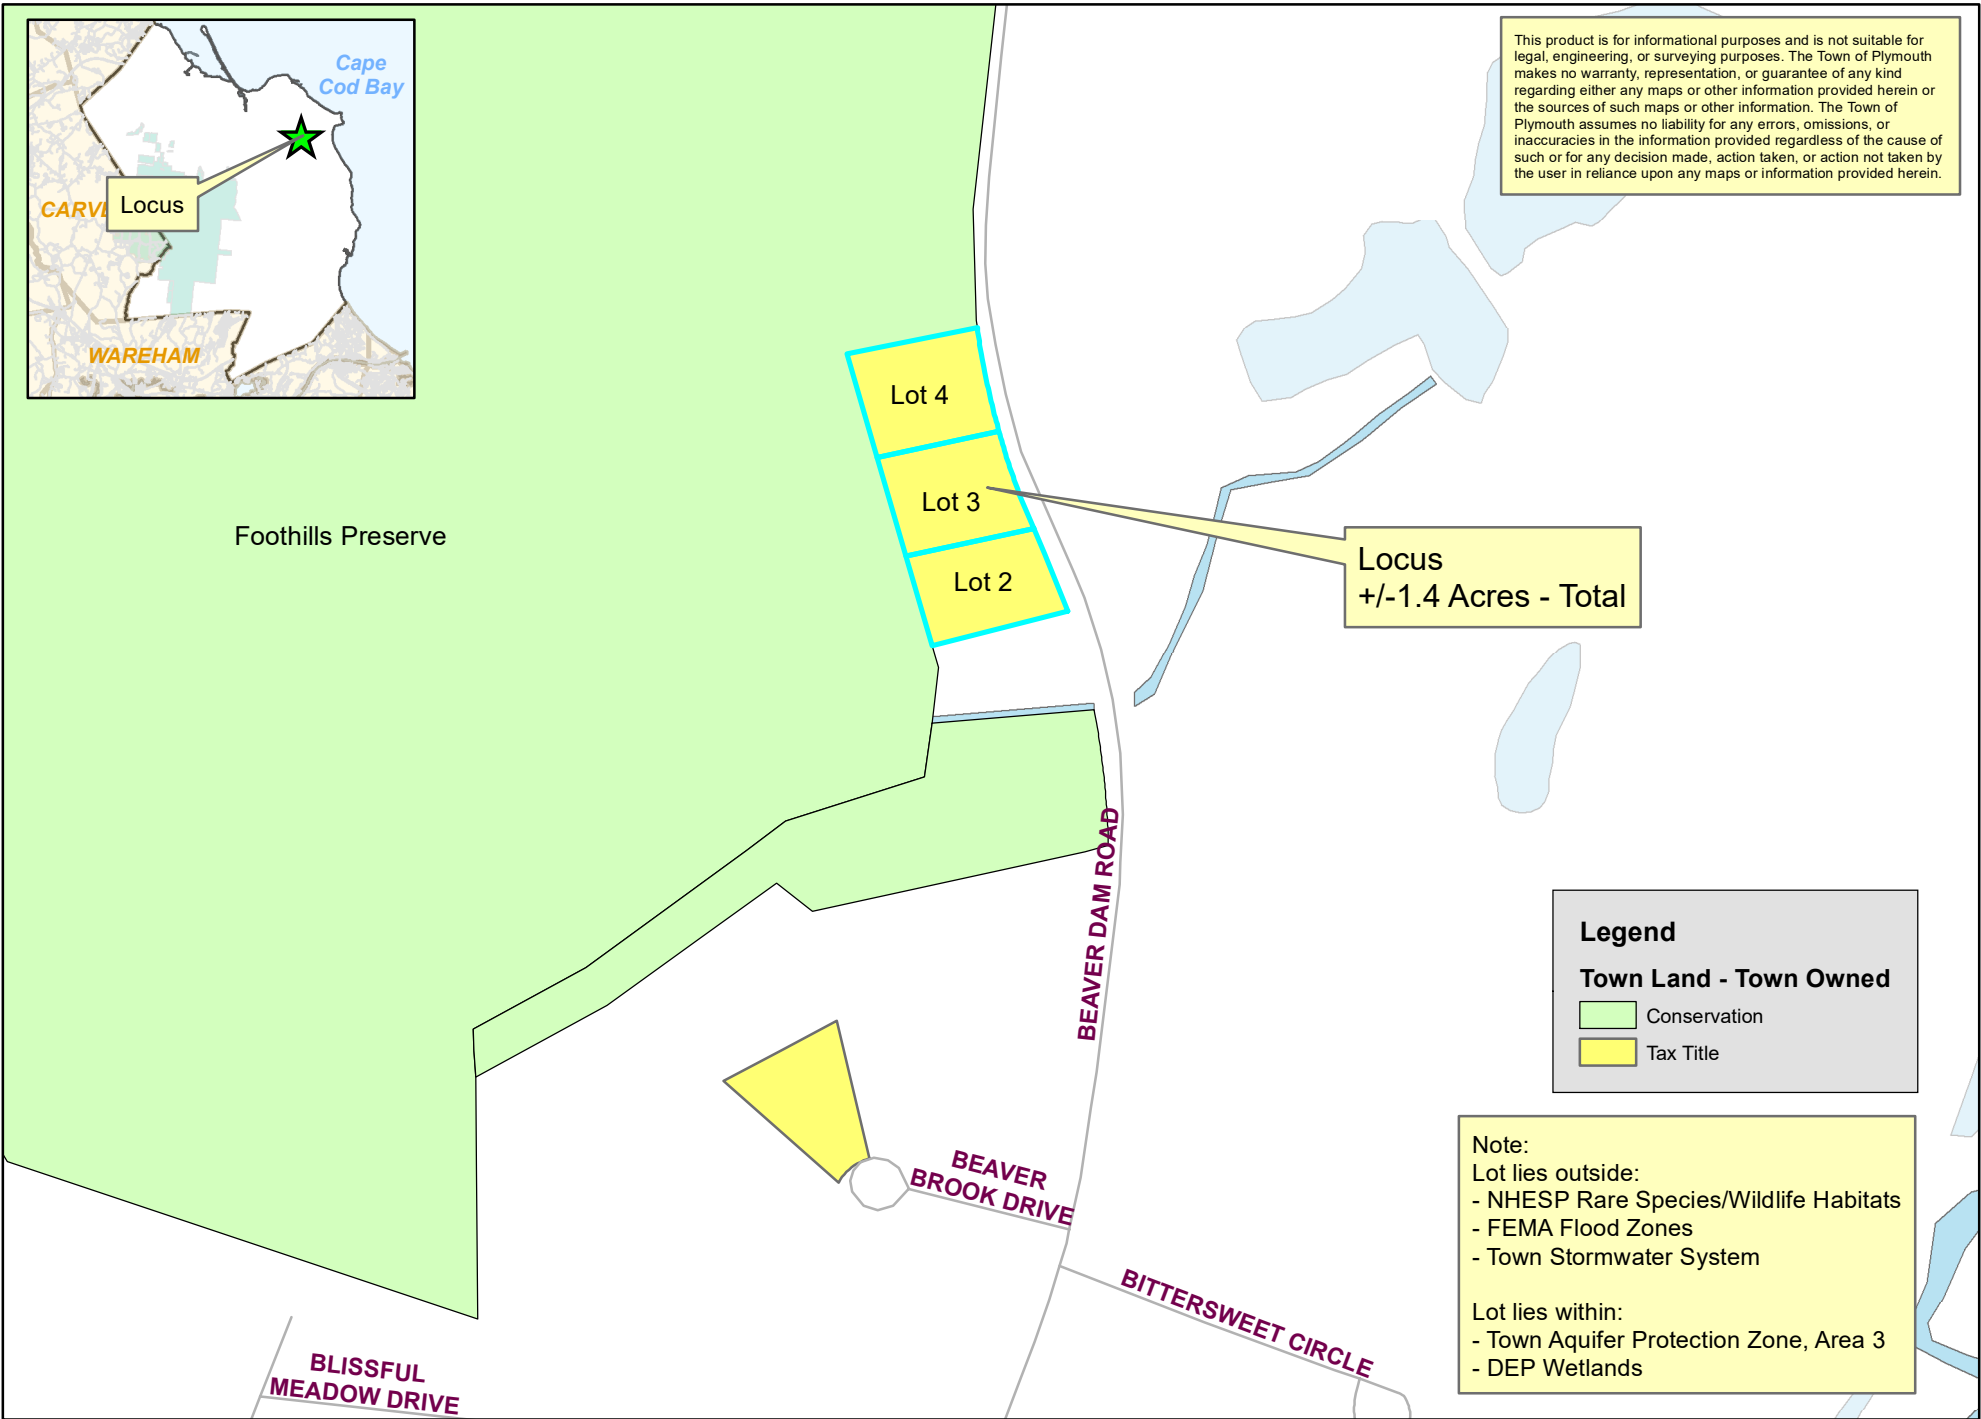 Cape
Cod Bay
CARVE
Locus
WAREHAM
This product is for informational purposes and is not suitable for
legal, engineering, or surveying purposes. The Town of Plymouth
makes no warranty, representation, or guarantee of any kind
regarding either any maps or other information provided herein or
the sources of such maps or other information. The Town of
Plymouth assumes no liability for any errors, omissions, or
inaccuracies in the information provided regardless of the cause of
such or for any decision made, action taken, or action not taken by
the user in reliance upon any maps or information provided herein.
Lot 4
Lot 3
Lot 2
Foothills Preserve
Locus
+/-1.4 Acres - Total
BEAVER DAM ROAD
Legend
Town Land - Town Owned
Conservation
Tax Title
BEAVER
BROOK DRIVE
BITTERSWEET CIRCLE
BLISSFUL
MEADOW DRIVE
Note:
Lot lies outside:
- NHESP Rare Species/Wildlife Habitats
- FEMA Flood Zones
- Town Stormwater System
Lot lies within:
- Town Aquifer Protection Zone, Area 3
- DEP Wetlands